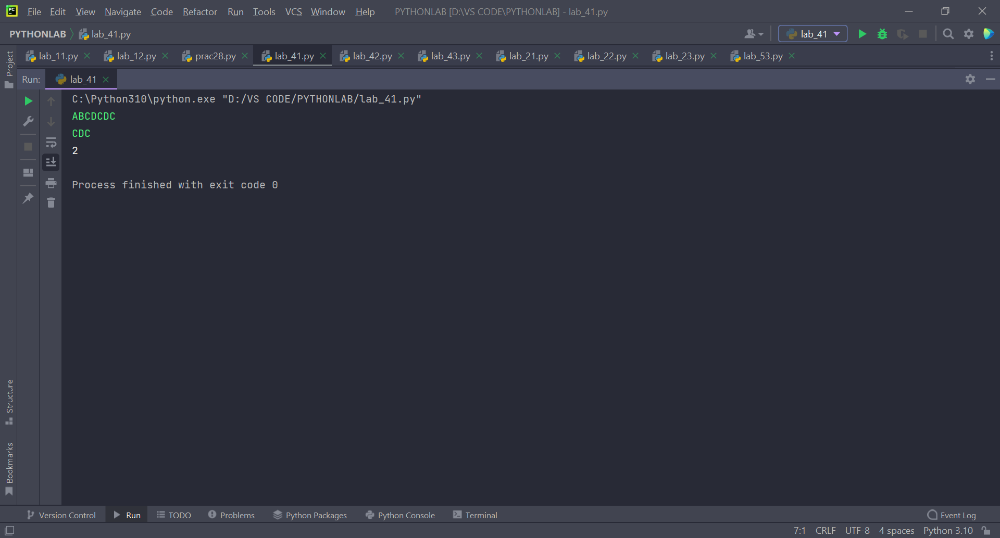 PC File Edit View Navigate Code Refactor Run Tools VCS Window Help PYTHONLAB [D:\VS CODE\PYTHONLAB] - lab_41.py
PYTHONLAB lab_41.py lab_41
lab_11.py lab_12.py prac28.py lab_41.py lab_42.py lab_43.py lab_21.py lab_22.py lab_23.py lab_53.py
Project
Run: lab_41
C:\Python310\python.exe "D:/VS CODE/PYTHONLAB/lab_41.py"
ABCDCDC
CDC
2
Process finished with exit code 0
Structure
Bookmarks
Version Control Run TODO Problems Python Packages Python Console Terminal Event Log
7:1 CRLF UTF-8 4 spaces Python 3.10